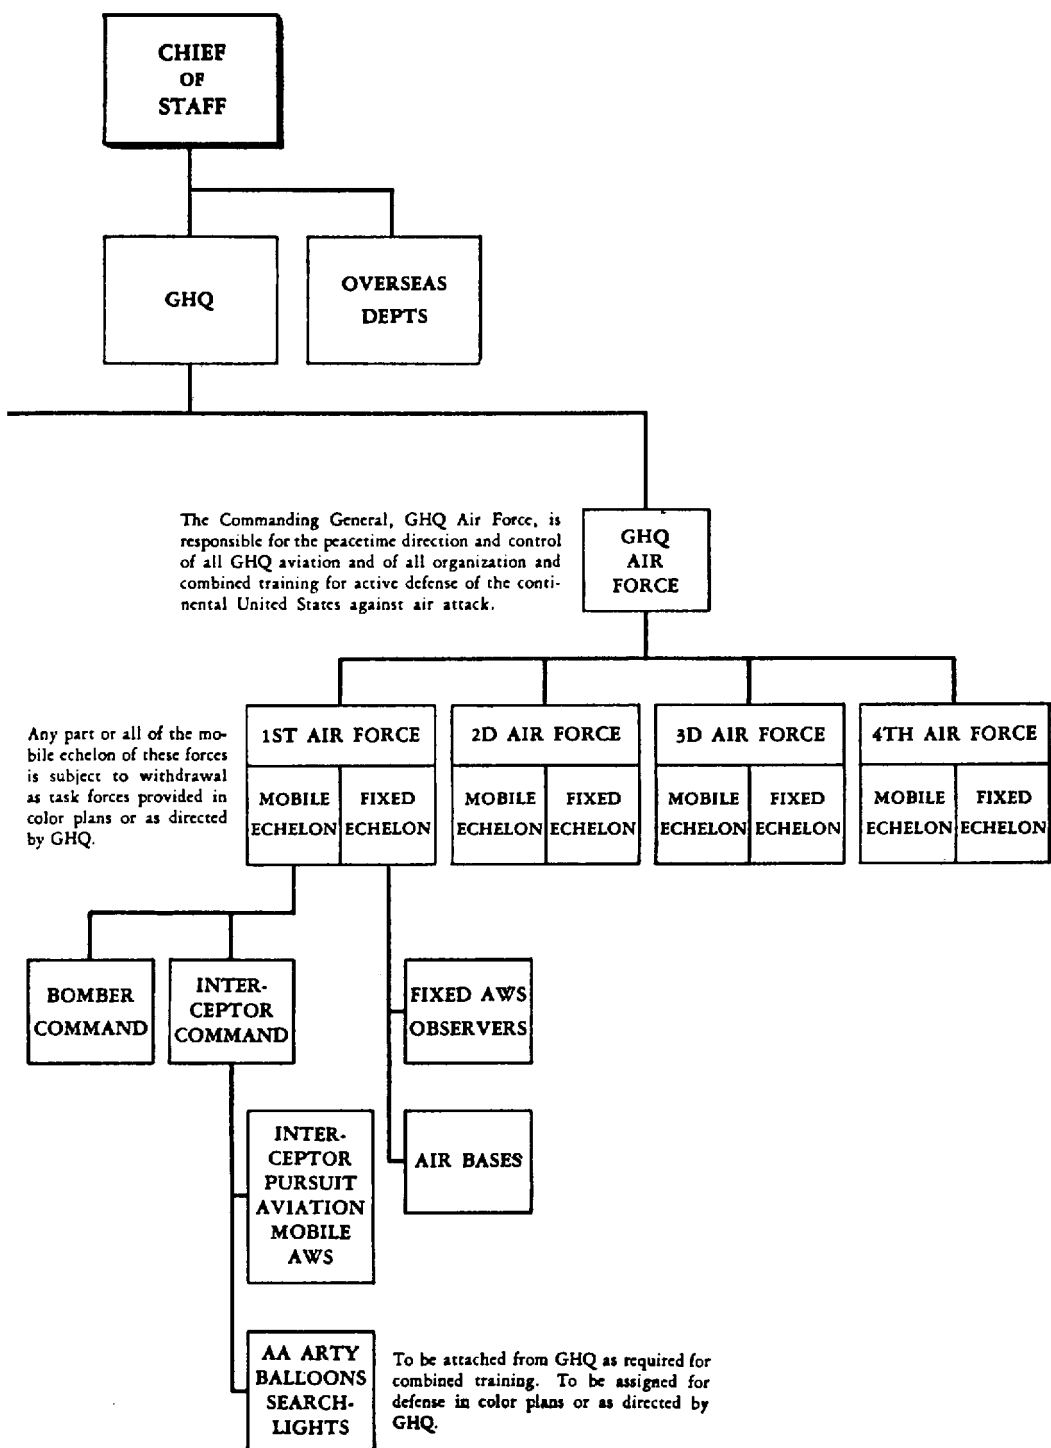 CHIEF
OF
STAFF
GHQ
OVERSEAS
DEPTS
The Commanding General, GHQ Air Force, is
responsible for the peacetime direction and control
of all GHQ aviation and of all organization and
combined training for active defense of the conti-
nental United States against air attack.
GHQ
AIR
FORCE
Any part or all of the mo-
bile echelon of these forces
is subject to withdrawal
as task forces provided in
color plans or as directed
by GHQ.
1ST AIR FORCE
MOBILE
ECHELON
FIXED
ECHELON
2D AIR FORCE
MOBILE
ECHELON
FIXED
ECHELON
3D AIR FORCE
MOBILE
ECHELON
FIXED
ECHELON
4TH AIR FORCE
MOBILE
ECHELON
FIXED
ECHELON
BOMBER
COMMAND
INTER-
CEPTOR
COMMAND
FIXED AWS
OBSERVERS
INTER-
CEPTOR
PURSUIT
AVIATION
MOBILE
AWS
AIR BASES
AA ARTY
BALLOONS
SEARCH-
LIGHTS
To be attached from GHQ as required for
combined training. To be assigned for
defense in color plans or as directed by
GHQ.